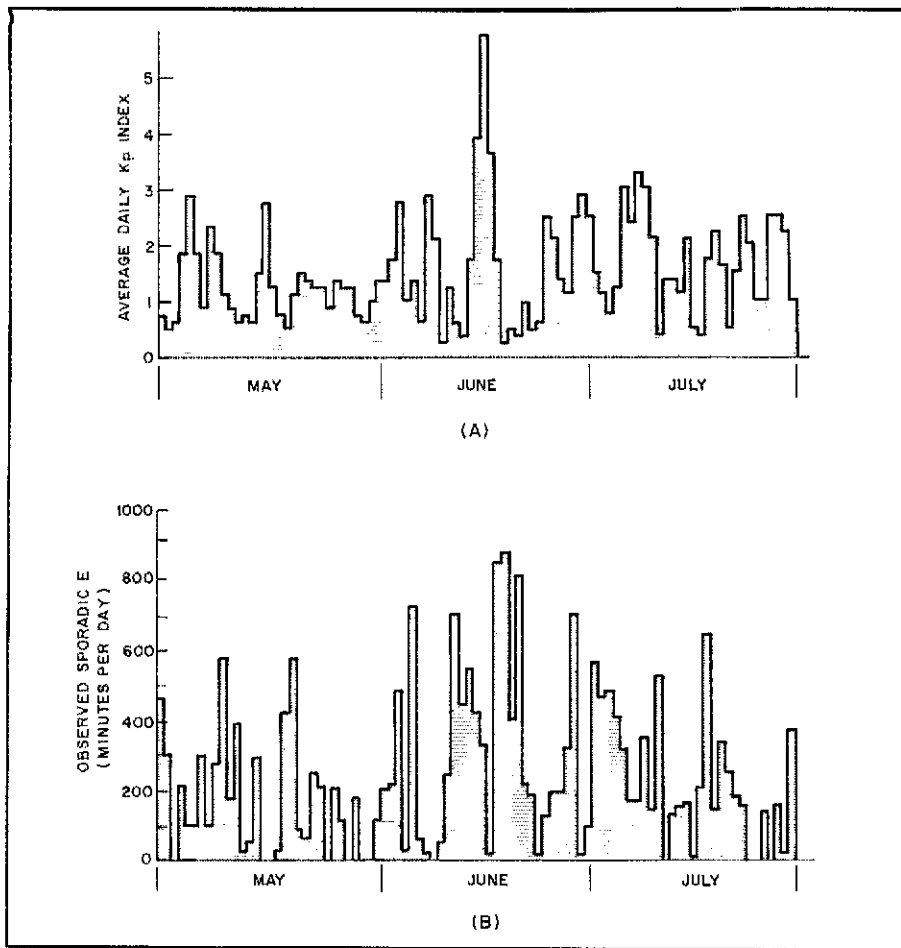 AVERAGE DAILY Kp INDEX
5
4
3
2
1
0
MAY JUNE JULY
(A)
OBSERVED SPORADIC E
(MINUTES PER DAY)
1000
800
600
400
200
0
MAY JUNE JULY
(B)